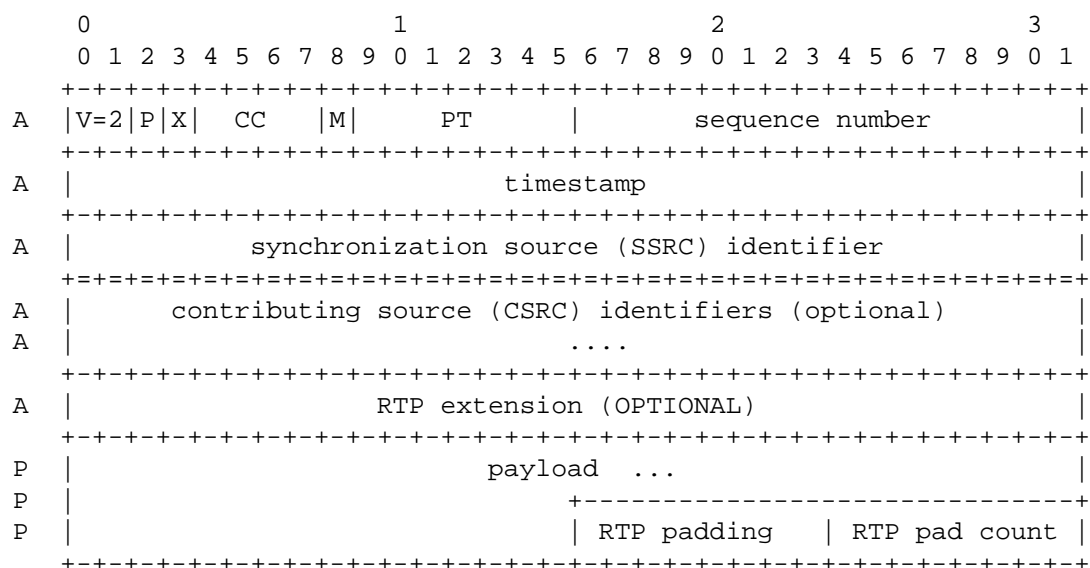 0                   1                   2                   3
    0 1 2 3 4 5 6 7 8 9 0 1 2 3 4 5 6 7 8 9 0 1 2 3 4 5 6 7 8 9 0 1
   +-+-+-+-+-+-+-+-+-+-+-+-+-+-+-+-+-+-+-+-+-+-+-+-+-+-+-+-+-+-+-+-+
A  |V=2|P|X|  CC   |M|     PT      |       sequence number         |
   +-+-+-+-+-+-+-+-+-+-+-+-+-+-+-+-+-+-+-+-+-+-+-+-+-+-+-+-+-+-+-+-+
A  |                           timestamp                           |
   +-+-+-+-+-+-+-+-+-+-+-+-+-+-+-+-+-+-+-+-+-+-+-+-+-+-+-+-+-+-+-+-+
A  |           synchronization source (SSRC) identifier            |
   +=+=+=+=+=+=+=+=+=+=+=+=+=+=+=+=+=+=+=+=+=+=+=+=+=+=+=+=+=+=+=+=+
A  |      contributing source (CSRC) identifiers (optional)        |
A  |                               ....                            |
   +-+-+-+-+-+-+-+-+-+-+-+-+-+-+-+-+-+-+-+-+-+-+-+-+-+-+-+-+-+-+-+-+
A  |                   RTP extension (OPTIONAL)                    |
   +-+-+-+-+-+-+-+-+-+-+-+-+-+-+-+-+-+-+-+-+-+-+-+-+-+-+-+-+-+-+-+-+
P  |                          payload  ...                         |
P  |                               +-------------------------------+
P  |                               | RTP padding   | RTP pad count |
   +-+-+-+-+-+-+-+-+-+-+-+-+-+-+-+-+-+-+-+-+-+-+-+-+-+-+-+-+-+-+-+-+